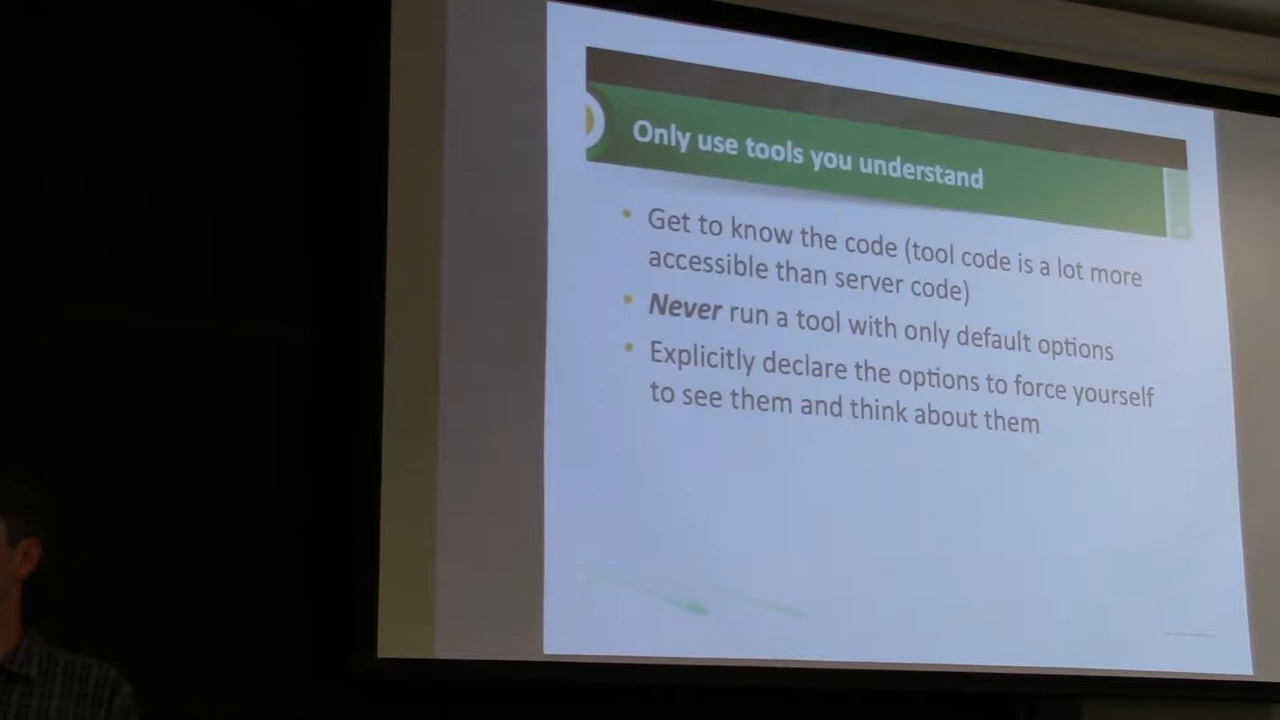 Only use tools you understand
• Get to know the code (tool code is a lot more
accessible than server code)
• Never run a tool with only default options
• Explicitly declare the options to force yourself
to see them and think about them